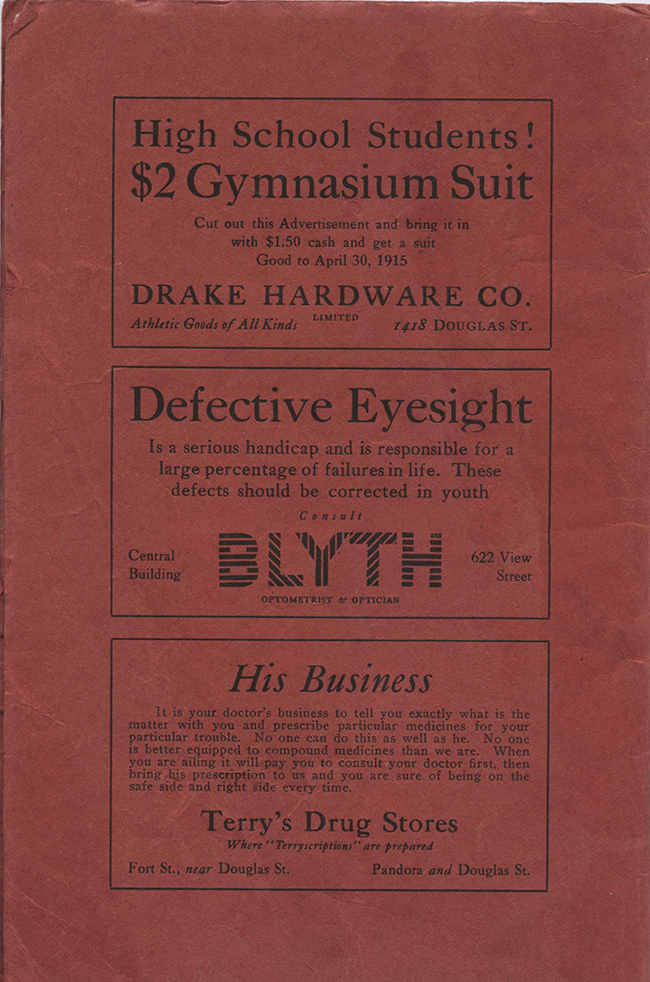 High School Students!
$2 Gymnasium Suit
Cut out this Advertisement and bring it in
with $1.50 cash and get a suit
Good to April 30, 1915
DRAKE HARDWARE CO.
LIMITED
Athletic Goods of All Kinds 1418 DOUGLAS ST.
Defective Eyesight
Is a serious handicap and is responsible for a
large percentage of failures in life. These
defects should be corrected in youth
Consult
Central Building
BLYTH
622 View Street
OPTOMETRIST & OPTICIAN
His Business
It is your doctor's business to tell you exactly what is the
matter with you and prescribe particular medicines for your
particular trouble. No one can do this as well as he. No one
is better equipped to compound medicines than we are. When
you are ailing it will pay you to consult your doctor first, then
bring his prescription to us and you are sure of being on the
safe side and right side every time.
Terry's Drug Stores
Where "Terryscriptions" are prepared
Fort St., near Douglas St. Pandora and Douglas St.